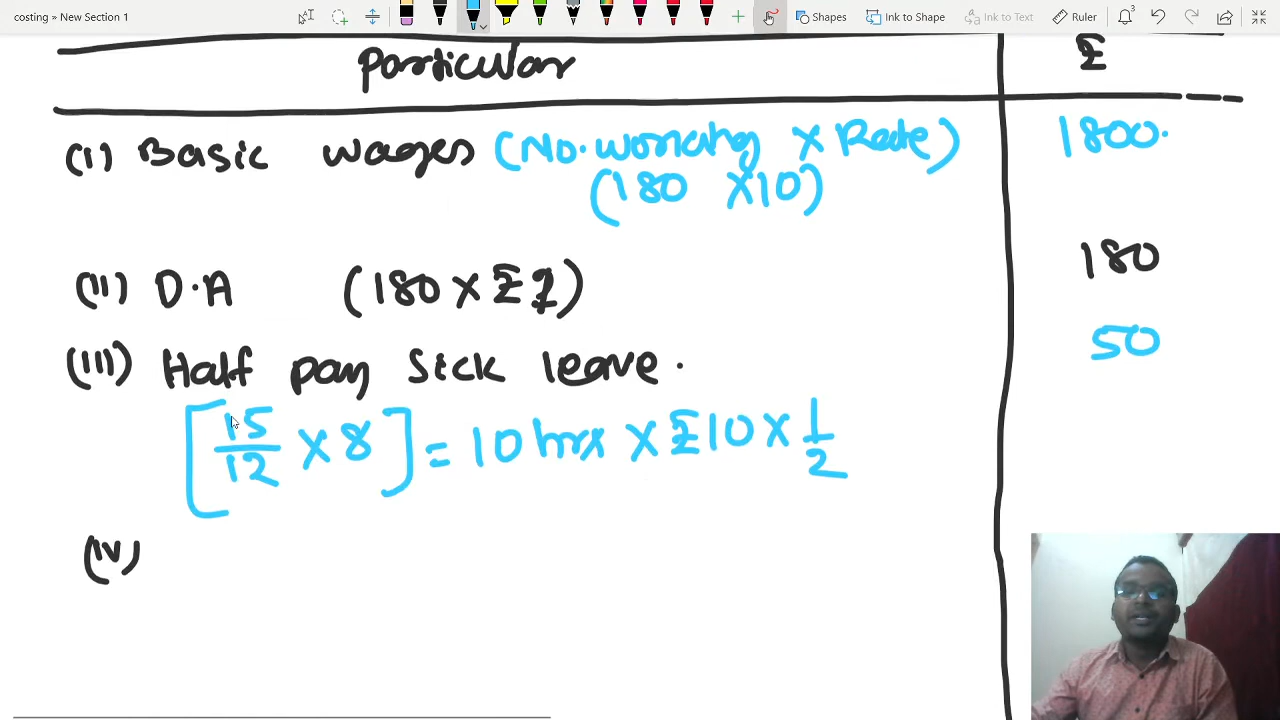 costing » New Section 1
Shapes Ink to Shape Ink to Text Ruler 3
Particular ₹
(i) Basic wages (No. working X Rate) 1800.
(180 X10)
(ii) D.A (180 X ₹ 1) 180
(iii) Half pay Sick leave. 50
[15/12 X 8] = 10 hrs X ₹10 X 1/2
(iv)